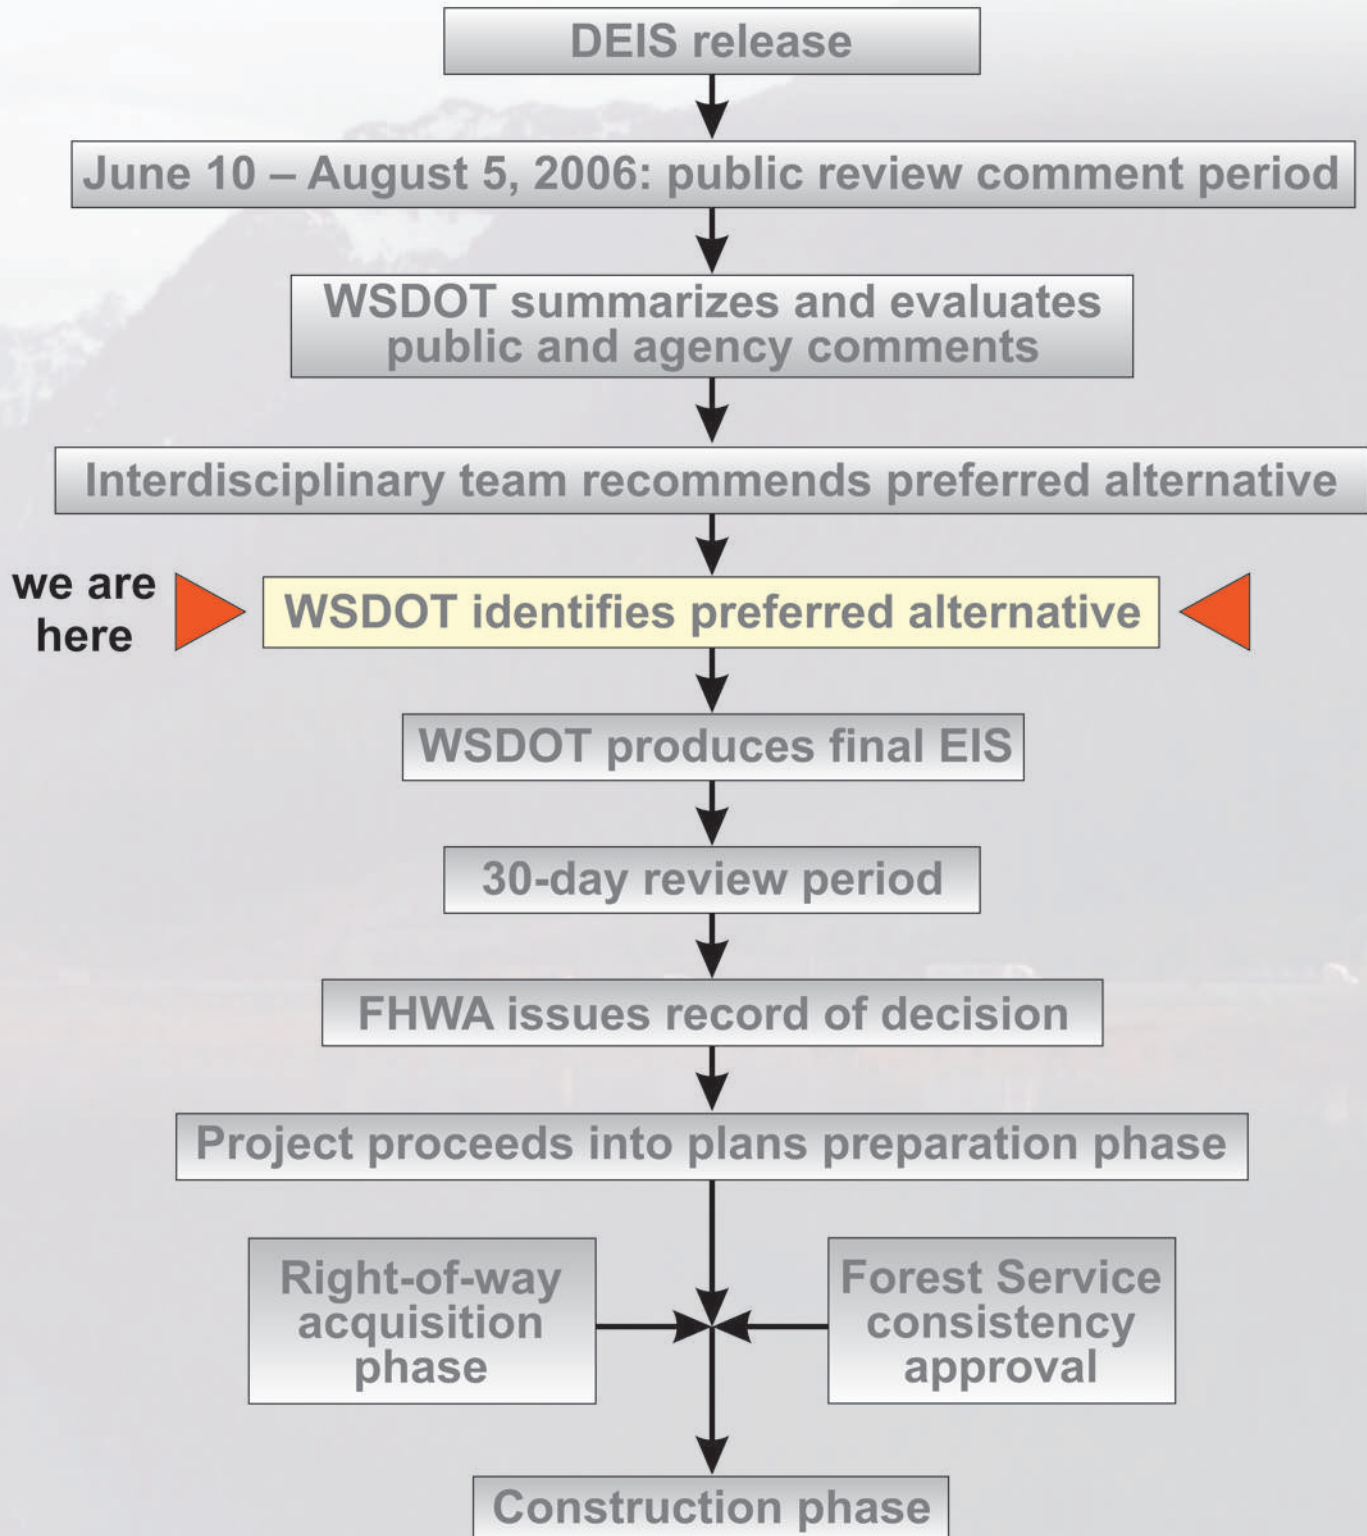 DEIS release
June 10 – August 5, 2006: public review comment period
WSDOT summarizes and evaluates
public and agency comments
Interdisciplinary team recommends preferred alternative
we are
here
WSDOT identifies preferred alternative
WSDOT produces final EIS
30-day review period
FHWA issues record of decision
Project proceeds into plans preparation phase
Right-of-way
acquisition
phase
Forest Service
consistency
approval
Construction phase